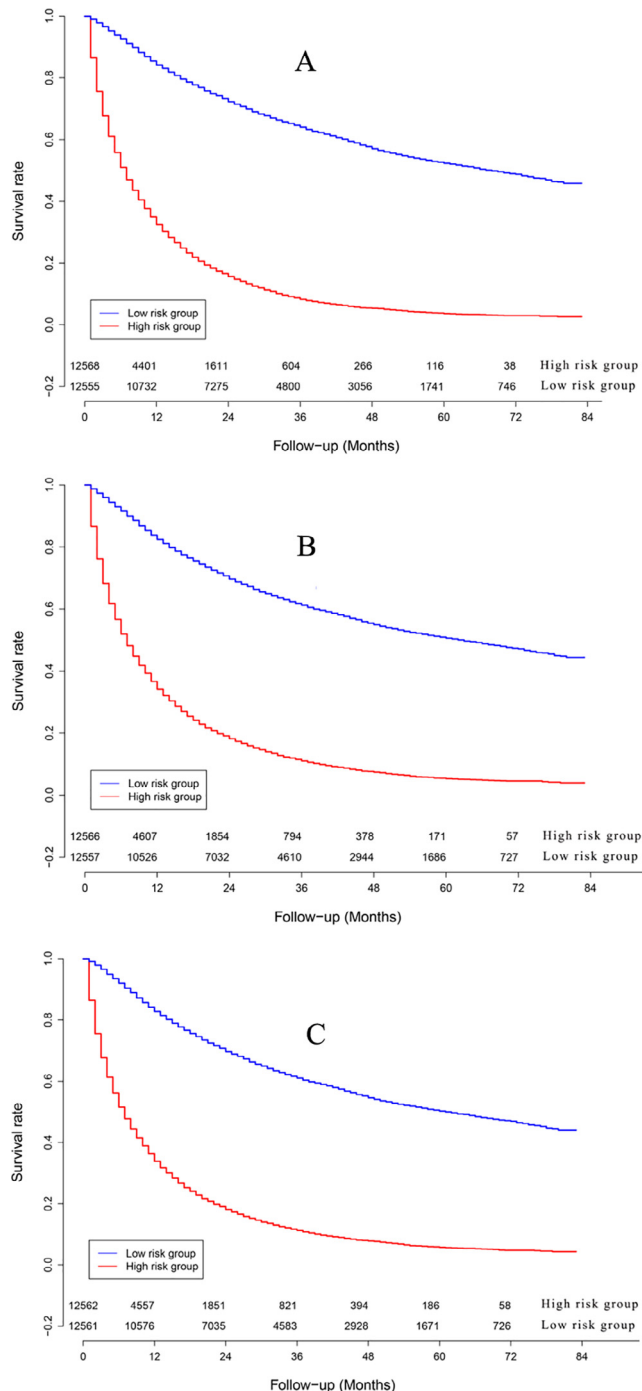 A
Survival rate
1.0
0.8
0.6
0.4
0.2
0.0
−0.2
Low risk group
High risk group
12568 4401 1611 604 266 116 38 High risk group
12555 10732 7275 4800 3056 1741 746 Low risk group
0 12 24 36 48 60 72 84
Follow−up (Months)
B
Survival rate
1.0
0.8
0.6
0.4
0.2
0.0
−0.2
Low risk group
High risk group
12566 4607 1854 794 378 171 57 High risk group
12557 10526 7032 4610 2944 1686 727 Low risk group
0 12 24 36 48 60 72 84
Follow−up (Months)
C
Survival rate
1.0
0.8
0.6
0.4
0.2
0.0
−0.2
Low risk group
High risk group
12562 4557 1851 821 394 186 58 High risk group
12561 10576 7035 4583 2928 1671 726 Low risk group
0 12 24 36 48 60 72 84
Follow−up (Months)